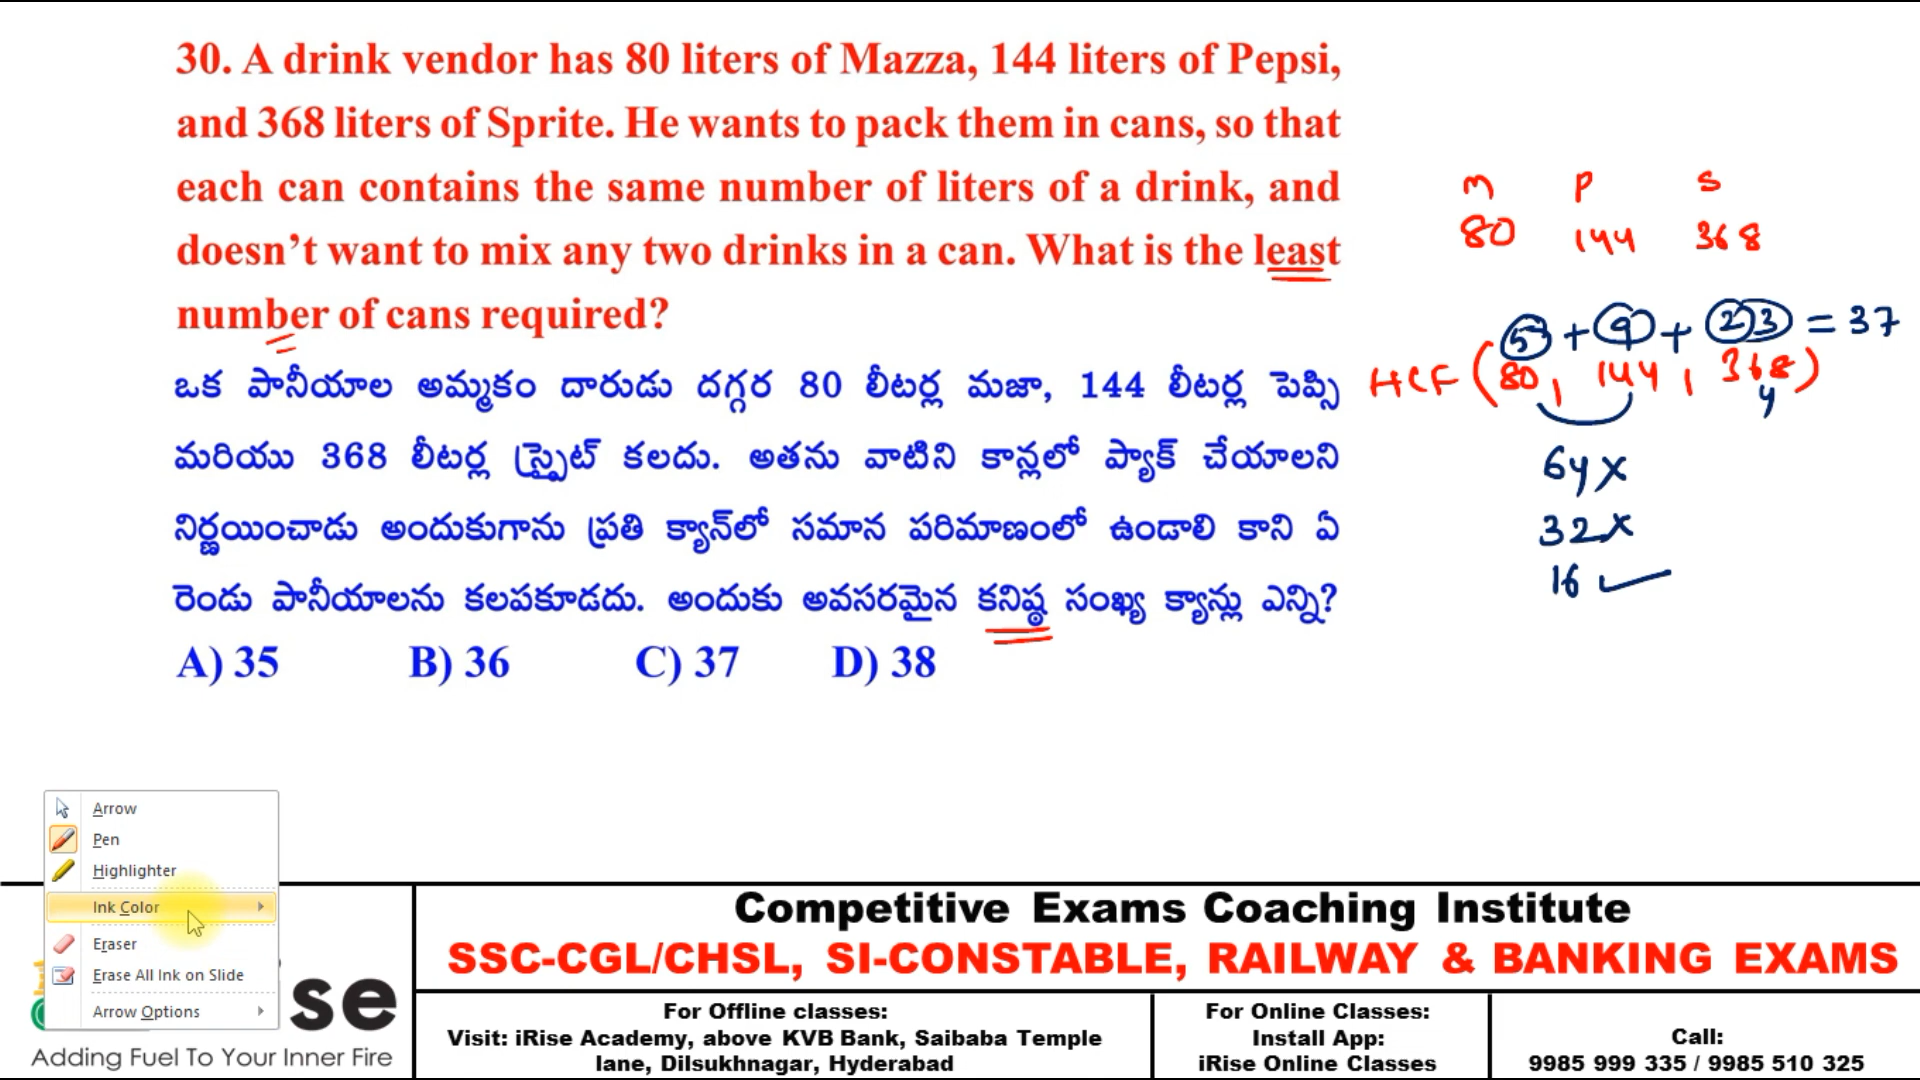 30. A drink vendor has 80 liters of Mazza, 144 liters of Pepsi,
and 368 liters of Sprite. He wants to pack them in cans, so that
each can contains the same number of liters of a drink, and
doesn't want to mix any two drinks in a can. What is the least
number of cans required?
ఒక పానీయాల అమ్మకం దారుడు దగ్గర 80 లీటర్ల మజా, 144 లీటర్ల పెప్సి
మరియు 368 లీటర్ల స్ప్రైట్ కలదు. అతను వాటిని కాన్లలో ప్యాక్ చేయాలని
నిర్ణయించాడు అందుకుగాను ప్రతి క్యాన్‌లో సమాన పరిమాణంలో ఉండాలి కాని ఏ
రెండు పానీయాలను కలపకూడదు. అందుకు అవసరమైన కనిష్ఠ సంఖ్య క్యాన్లు ఎన్ని?
A) 35 B) 36 C) 37 D) 38
m P S
80 144 368
5 + 9 + 23 = 37
HCF (80, 144, 368)
4
64 x
32 x
16 ✓
Arrow
Pen
Highlighter
Ink Color
Eraser
Erase All Ink on Slide
Arrow Options
se
Adding Fuel To Your Inner Fire
Competitive Exams Coaching Institute
SSC-CGL/CHSL, SI-CONSTABLE, RAILWAY & BANKING EXAMS
For Offline classes:
Visit: iRise Academy, above KVB Bank, Saibaba Temple
lane, Dilsukhnagar, Hyderabad
For Online Classes:
Install App:
iRise Online Classes
Call:
9985 999 335 / 9985 510 325